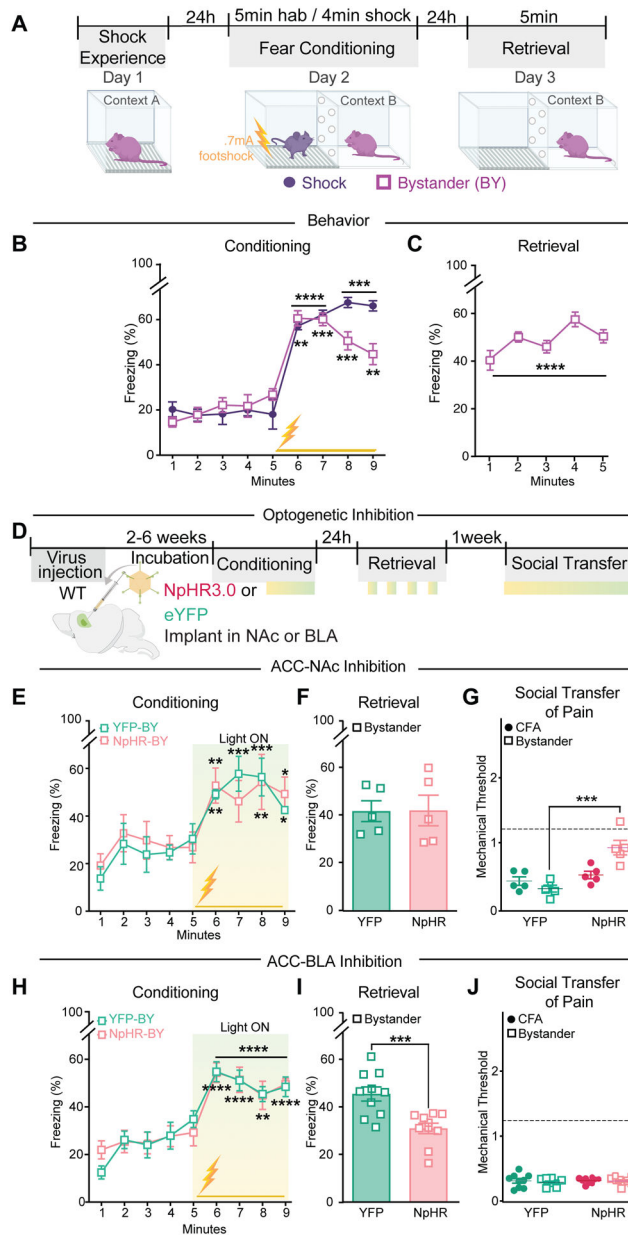 A
24h
5min hab / 4min shock
24h
5min
Shock
Experience
Fear Conditioning
Retrieval
Day 1
Day 2
Day 3
Context A
Context B
Context B
.7mA
footshock
Shock
Bystander (BY)
Behavior
B
Conditioning
C
Retrieval
Freezing (%)
100
60
40
20
0
****
***
**
***
***
**
1 2 3 4 5 6 7 8 9
Minutes
Freezing (%)
100
60
40
20
0
****
1 2 3 4 5
Minutes
Optogenetic Inhibition
D
2-6 weeks
24h
1week
Virus
injection
Incubation
Conditioning
Retrieval
Social Transfer
WT
NpHR3.0 or
eYFP
Implant in NAc or BLA
ACC-NAc Inhibition
E
Conditioning
YFP-BY
NpHR-BY
Light ON
Freezing (%)
100
80
60
40
20
0
** *** *** *
** ** *
1 2 3 4 5 6 7 8 9
Minutes
F
Retrieval
Bystander
Freezing (%)
100
80
60
40
20
0
YFP NpHR
G
Social Transfer
of Pain
CFA
Bystander
Mechanical Threshold
2
1
0
***
YFP NpHR
ACC-BLA Inhibition
H
Conditioning
YFP-BY
NpHR-BY
Light ON
Freezing (%)
100
80
60
40
20
0
****
**** **** ** ****
1 2 3 4 5 6 7 8 9
Minutes
I
Retrieval
Bystander
Freezing (%)
100
80
60
40
20
0
***
YFP NpHR
J
Social Transfer
of Pain
CFA
Bystander
Mechanical Threshold
2
1
0
YFP NpHR